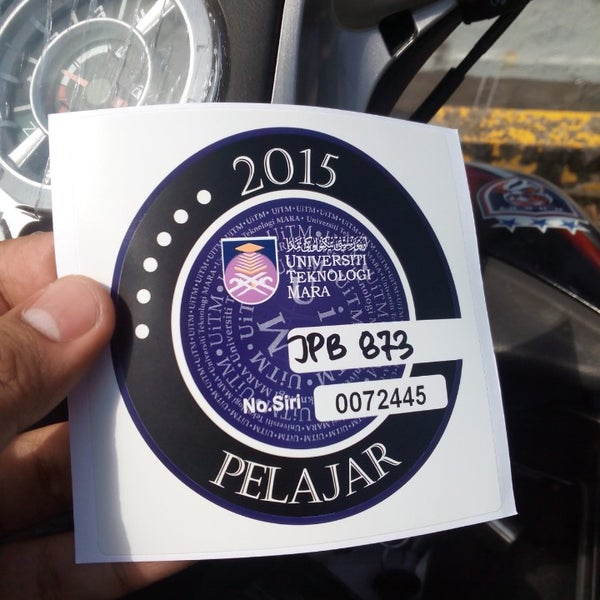 2015
UNIVERSITI
TEKNOLOGI
MARA
JPB 873
No.Siri 0072445
PELAJAR